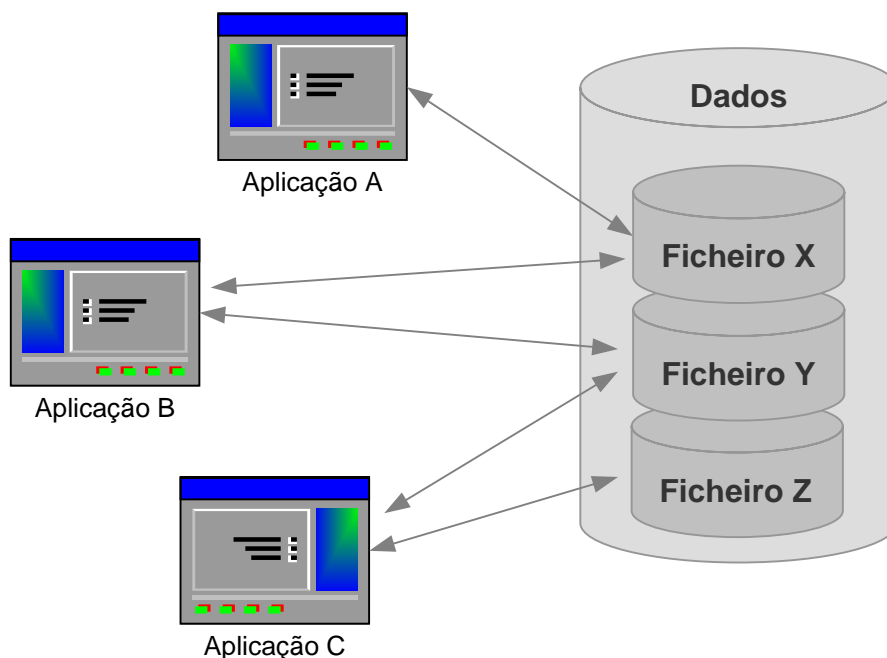 Dados
Aplicação A
Ficheiro X
Ficheiro Y
Aplicação B
Ficheiro Z
Aplicação C